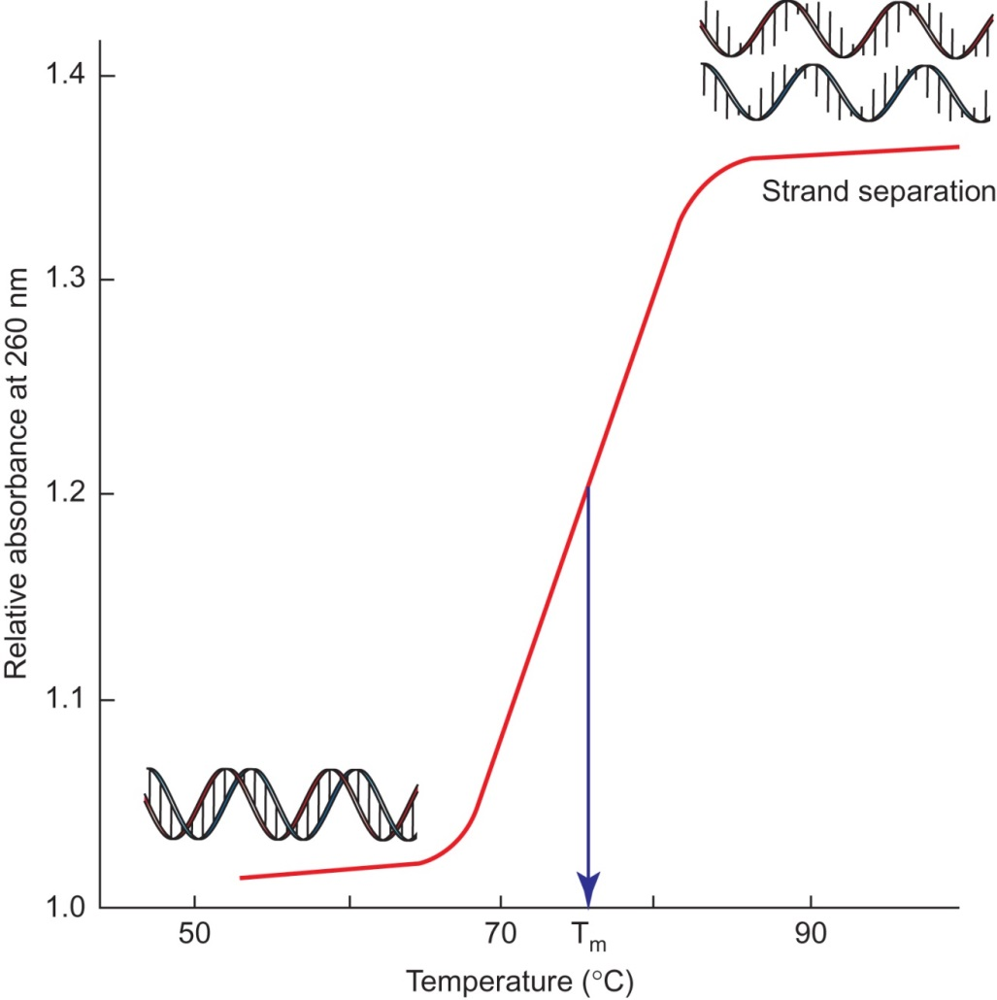 1.4
1.3
1.2
1.1
1.0
Relative absorbance at 260 nm
Strand separation
50
70
Tm
90
Temperature (°C)